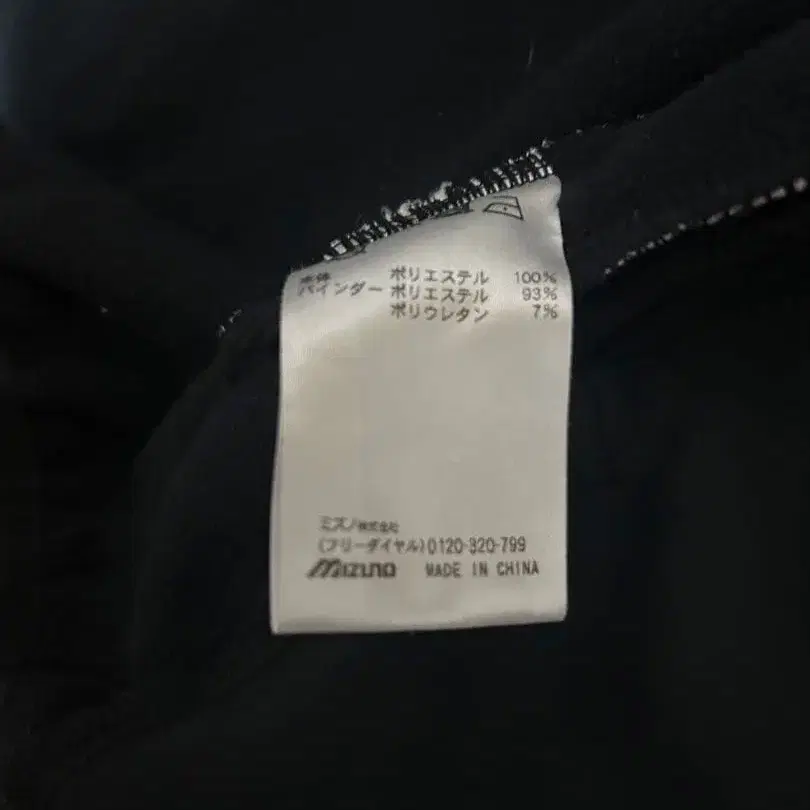 本体 ポリエステル 100%
バインダー ポリエステル 93%
ポリウレタン 7%
ミズノ株式会社
(フリーダイヤル)0120-320-799
mizuno MADE IN CHINA